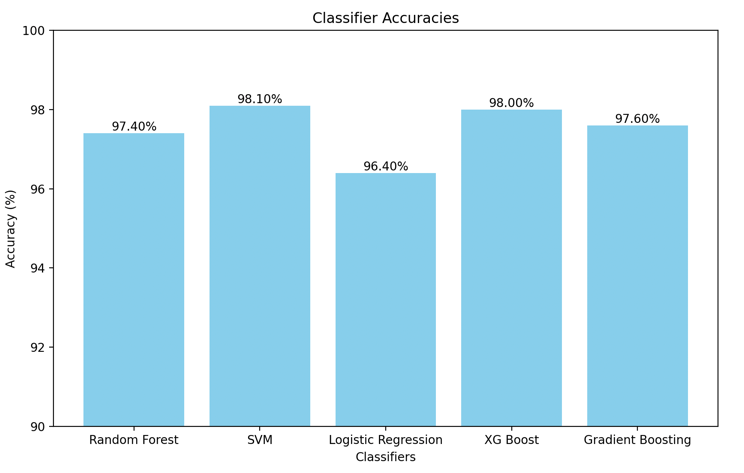 Classifier Accuracies
100
98
96
94
92
90
Accuracy (%)
97.40%
98.10%
96.40%
98.00%
97.60%
Random Forest
SVM
Logistic Regression
XG Boost
Gradient Boosting
Classifiers